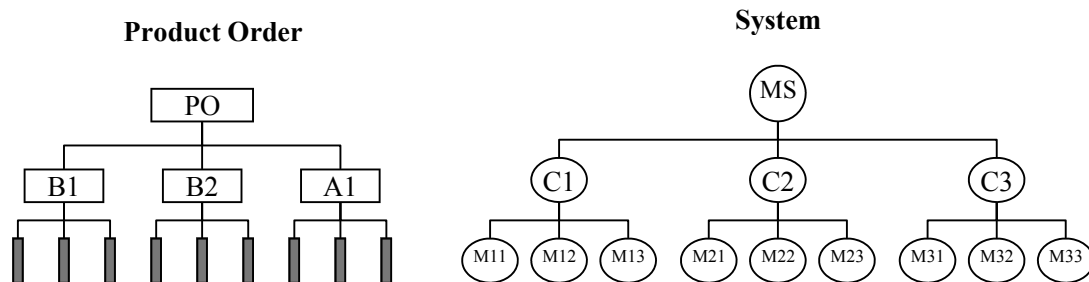 Product Order
System
PO
MS
B1
B2
A1
C1
C2
C3
M11
M12
M13
M21
M22
M23
M31
M32
M33